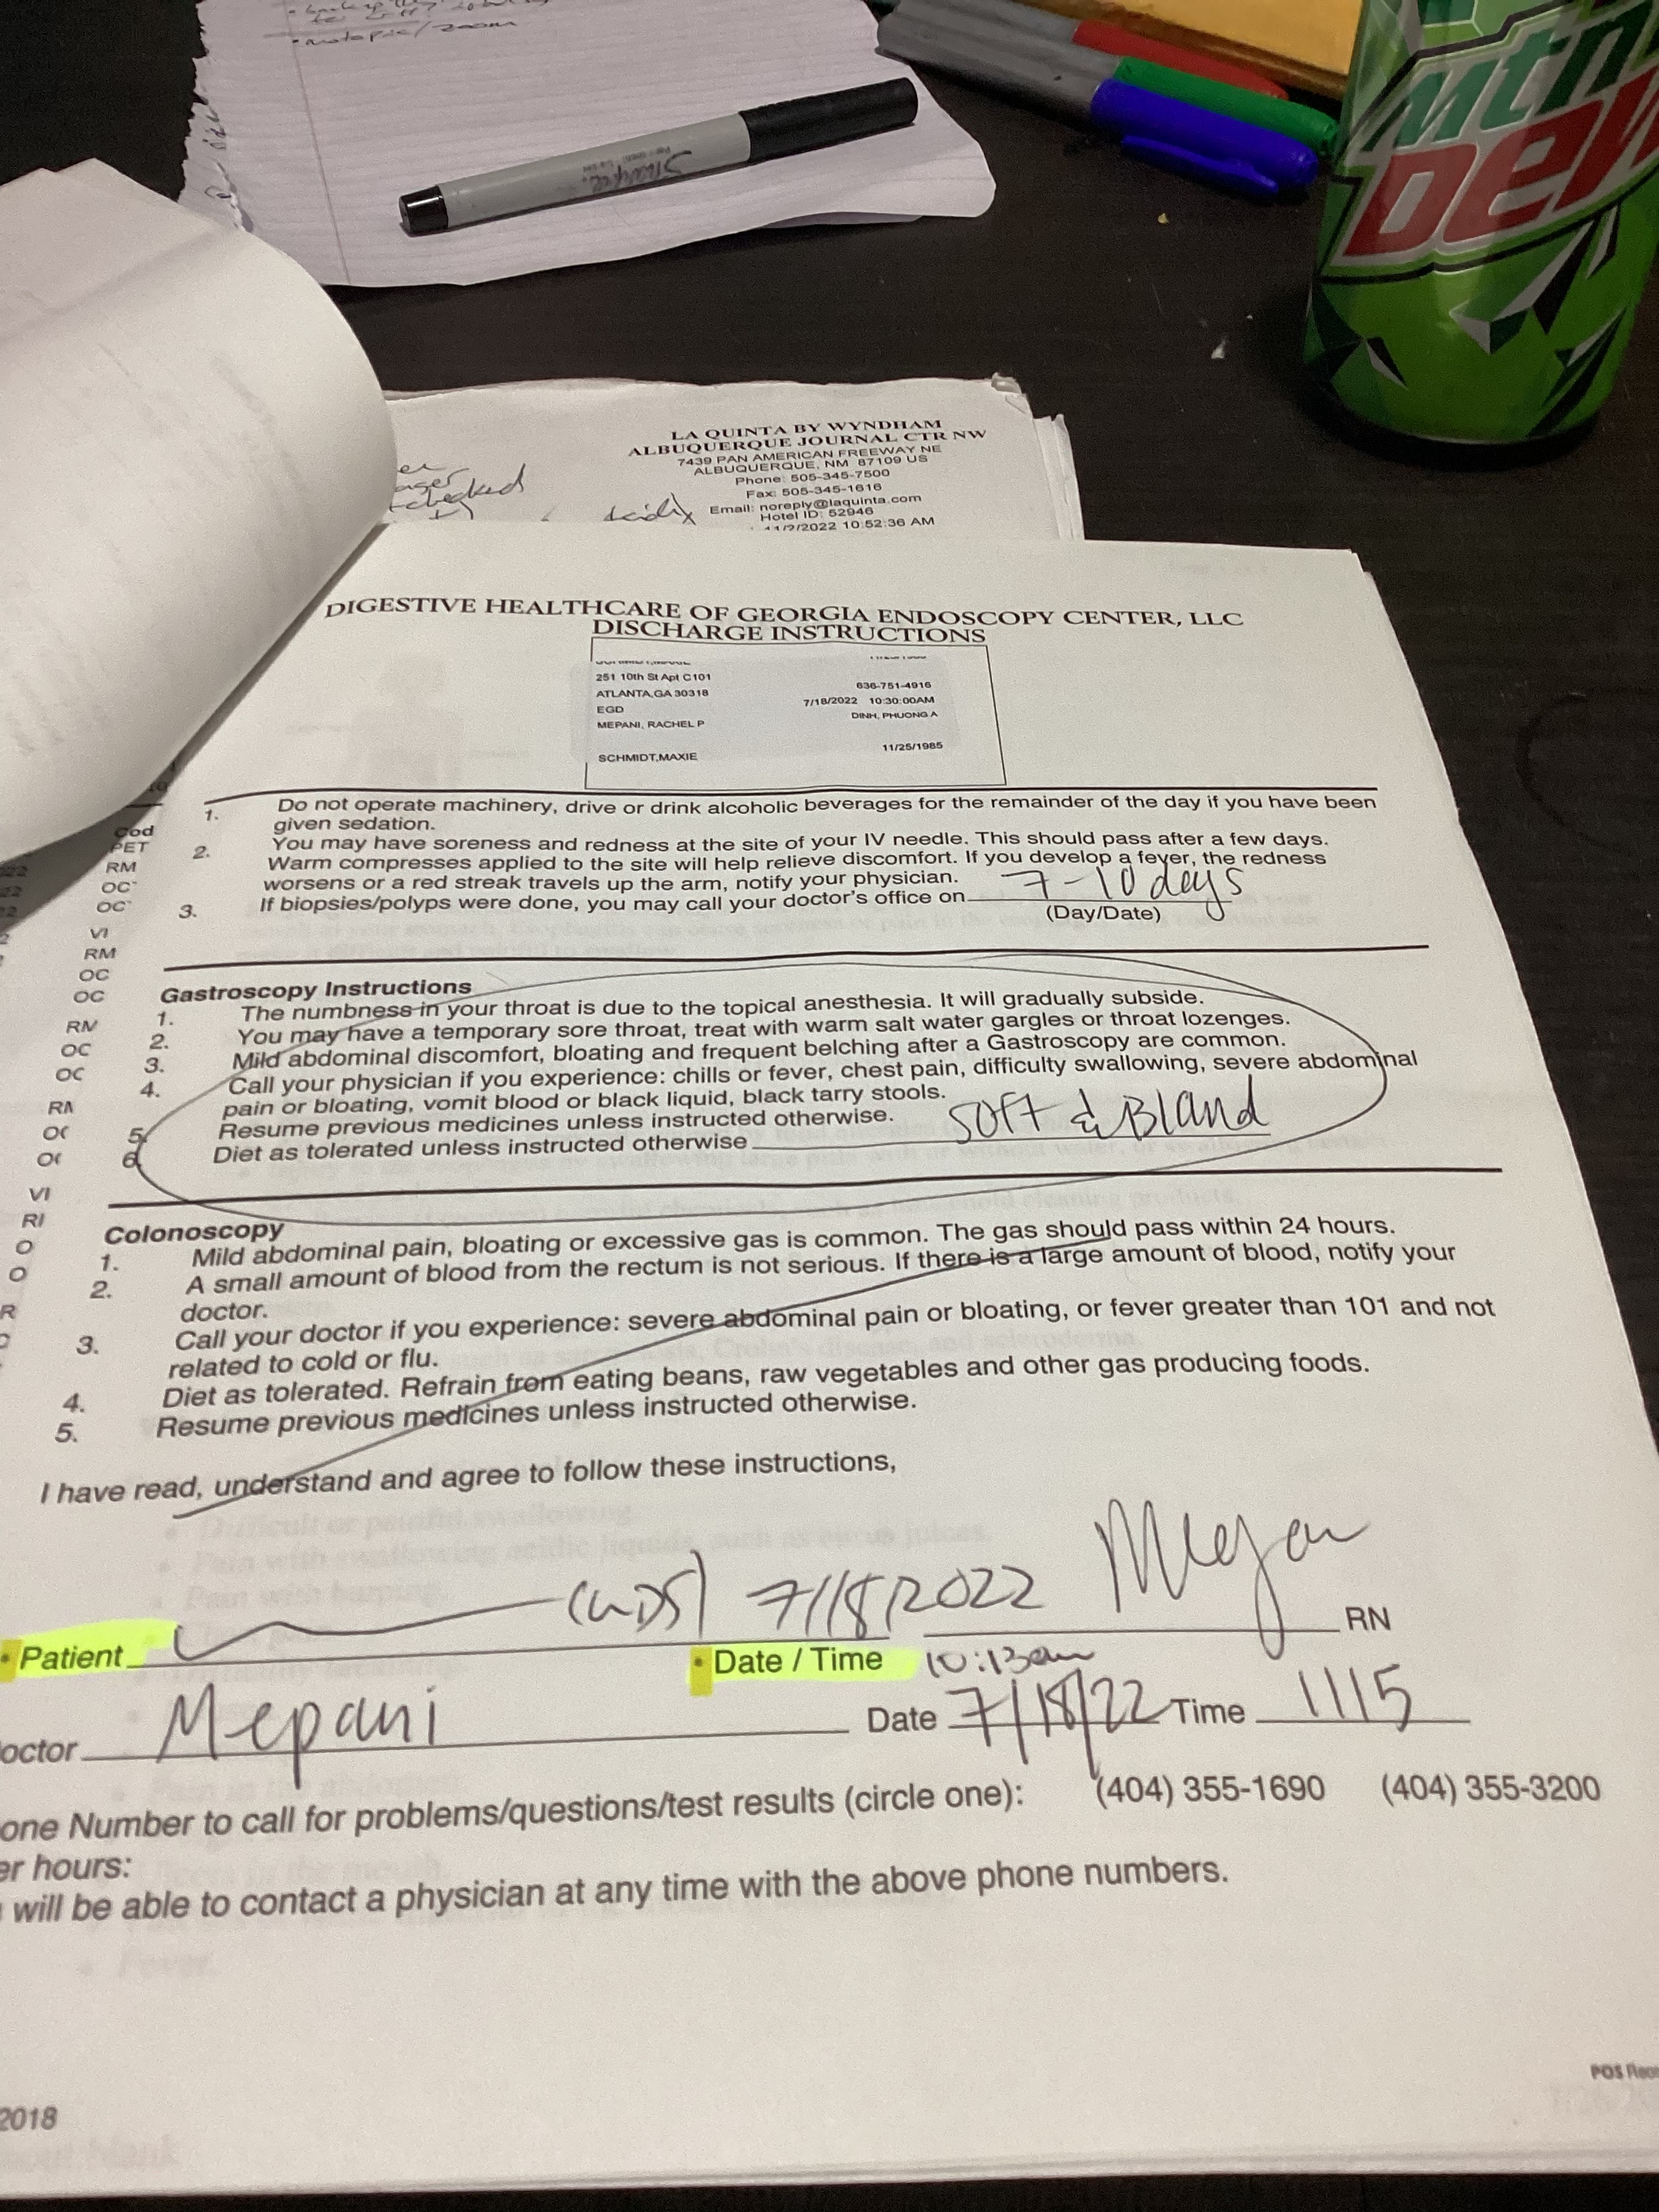 • motopic/zoom
Sharpie
mtn
DEW
LA QUINTA BY WYNDHAM
ALBUQUERQUE JOURNAL CTR NW
7439 PAN AMERICAN FREEWAY NE
ALBUQUERQUE, NM 87109 US
Phone: 505-345-7500
Fax: 505-345-1616
Email: noreply@laquinta.com
Hotel ID: 52946
11/2/2022 10:52:36 AM
DIGESTIVE HEALTHCARE OF GEORGIA ENDOSCOPY CENTER, LLC
DISCHARGE INSTRUCTIONS
251 10th St Apt C101
ATLANTA,GA 30318 636-751-4916
EGD 7/18/2022 10:30:00AM
MEPANI, RACHEL P DINH, PHUONG A
SCHMIDT,MAXIE 11/25/1985
1. Do not operate machinery, drive or drink alcoholic beverages for the remainder of the day if you have been
given sedation.
2. You may have soreness and redness at the site of your IV needle. This should pass after a few days.
Warm compresses applied to the site will help relieve discomfort. If you develop a fever, the redness
worsens or a red streak travels up the arm, notify your physician.
3. If biopsies/polyps were done, you may call your doctor's office on 7-10 days
(Day/Date)
Gastroscopy Instructions
1. The numbness in your throat is due to the topical anesthesia. It will gradually subside.
2. You may have a temporary sore throat, treat with warm salt water gargles or throat lozenges.
3. Mild abdominal discomfort, bloating and frequent belching after a Gastroscopy are common.
4. Call your physician if you experience: chills or fever, chest pain, difficulty swallowing, severe abdominal
pain or bloating, vomit blood or black liquid, black tarry stools.
5. Resume previous medicines unless instructed otherwise.
6. Diet as tolerated unless instructed otherwise SOFT & Bland
Colonoscopy
1. Mild abdominal pain, bloating or excessive gas is common. The gas should pass within 24 hours.
2. A small amount of blood from the rectum is not serious. If there is a large amount of blood, notify your
doctor.
3. Call your doctor if you experience: severe abdominal pain or bloating, or fever greater than 101 and not
related to cold or flu.
4. Diet as tolerated. Refrain from eating beans, raw vegetables and other gas producing foods.
5. Resume previous medicines unless instructed otherwise.
I have read, understand and agree to follow these instructions,
7/18/2022 Megan RN
• Patient • Date / Time 10:13am
octor Mepani Date 7/18/22 Time 1115
one Number to call for problems/questions/test results (circle one): (404) 355-1690 (404) 355-3200
er hours:
will be able to contact a physician at any time with the above phone numbers.
2018
POS